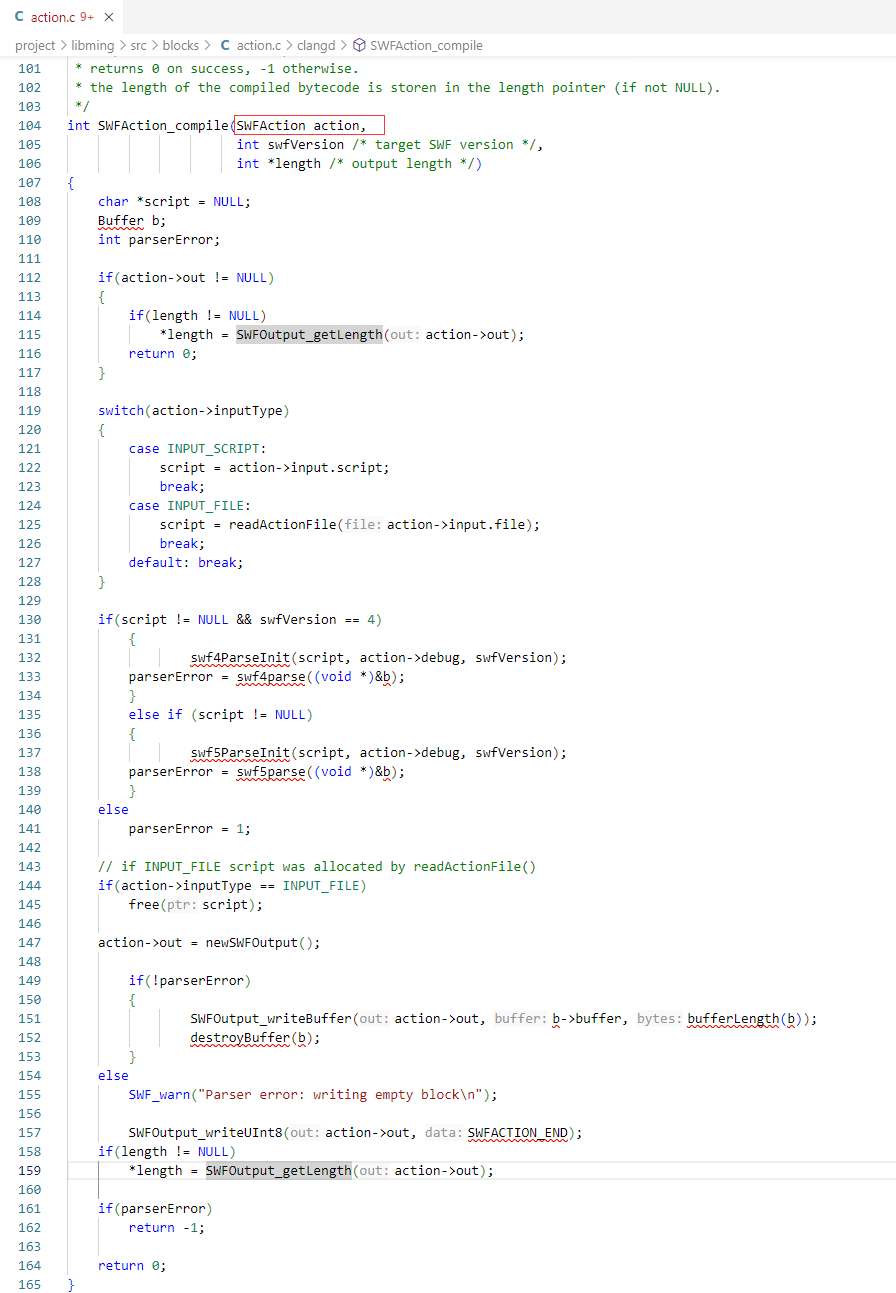 action.c 9+ ×
project > libming > src > blocks > C action.c > clangd > SWFAction_compile
101 * returns 0 on success, -1 otherwise.
102 * the length of the compiled bytecode is storen in the length pointer (if not NULL).
103 */
104 int SWFAction_compile(SWFAction action,
105 int swfVersion /* target SWF version */,
106 int *length /* output length */)
107 {
108 char *script = NULL;
109 Buffer b;
110 int parserError;
111
112 if(action->out != NULL)
113 {
114 if(length != NULL)
115 *length = SWFOutput_getLength(out: action->out);
116 return 0;
117 }
118
119 switch(action->inputType)
120 {
121 case INPUT_SCRIPT:
122 script = action->input.script;
123 break;
124 case INPUT_FILE:
125 script = readActionFile(file: action->input.file);
126 break;
127 default: break;
128 }
129
130 if(script != NULL && swfVersion == 4)
131 {
132 swf4ParseInit(script, action->debug, swfVersion);
133 parserError = swf4parse((void *)&b);
134 }
135 else if (script != NULL)
136 {
137 swf5ParseInit(script, action->debug, swfVersion);
138 parserError = swf5parse((void *)&b);
139 }
140 else
141 parserError = 1;
142
143 // if INPUT_FILE script was allocated by readActionFile()
144 if(action->inputType == INPUT_FILE)
145 free(ptr: script);
146
147 action->out = newSWFOutput();
148
149 if(!parserError)
150 {
151 SWFOutput_writeBuffer(out: action->out, buffer: b->buffer, bytes: bufferLength(b));
152 destroyBuffer(b);
153 }
154 else
155 SWF_warn("Parser error: writing empty block\n");
156
157 SWFOutput_writeUInt8(out: action->out, data: SWFACTION_END);
158 if(length != NULL)
159 *length = SWFOutput_getLength(out: action->out);
160
161 if(parserError)
162 return -1;
163
164 return 0;
165 }